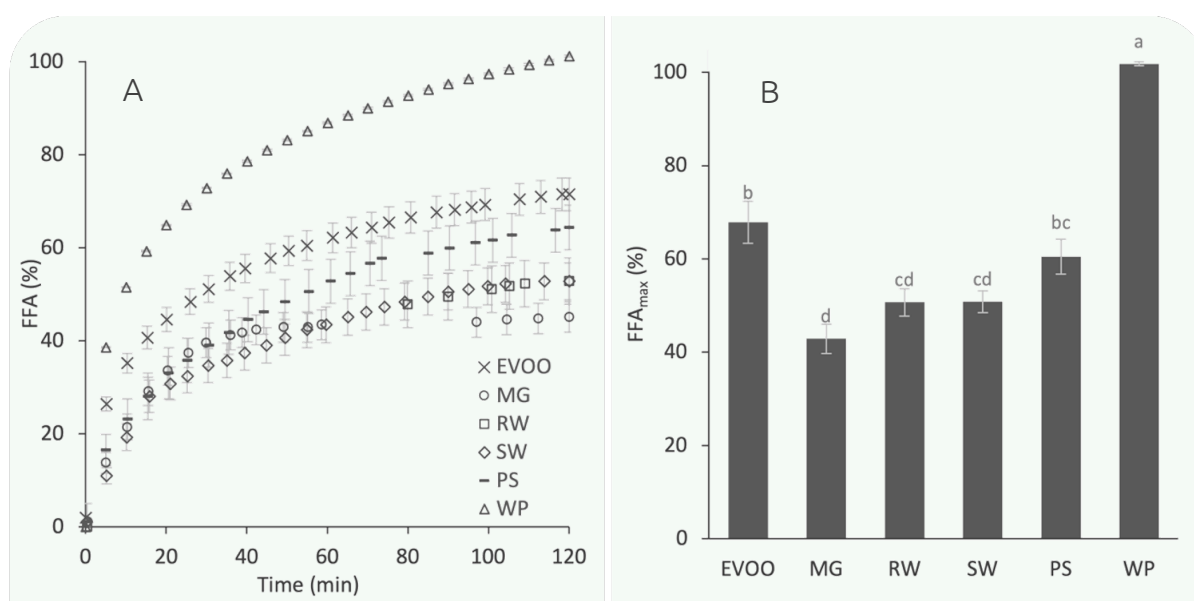 A
100
80
60
40
20
0
FFA (%)
0 20 40 60 80 100 120
Time (min)
EVOO
MG
RW
SW
PS
WP
B
100
80
60
40
20
0
FFAmax (%)
b
d
cd
cd
bc
a
EVOO MG RW SW PS WP